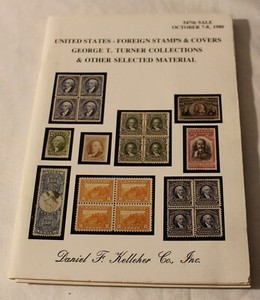 547th SALE
OCTOBER 7-8, 1980
UNITED STATES - FOREIGN STAMPS & COVERS
GEORGE T. TURNER COLLECTIONS
& OTHER SELECTED MATERIAL
Daniel F. Kelleher Co., Inc.